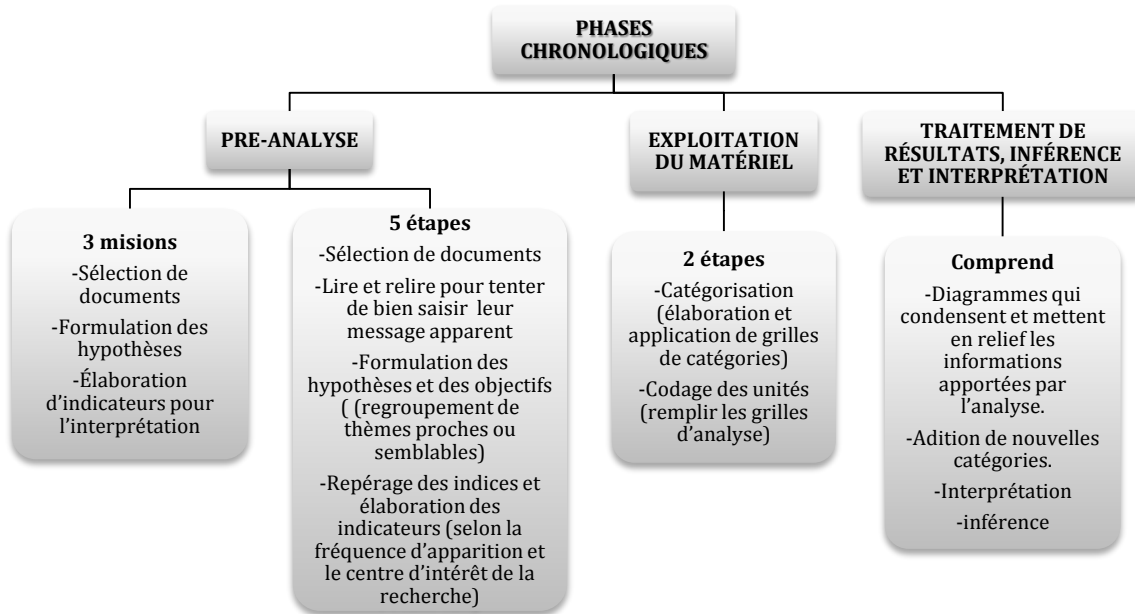 PHASES
CHRONOLOGIQUES
PRE-ANALYSE
3 misions
-Sélection de
documents
-Formulation des
hypothèses
-Élaboration
d'indicateurs pour
l'interprétation
5 étapes
-Sélection de documents
-Lire et relire pour tenter
de bien saisir leur
message apparent
-Formulation des
hypothèses et des objectifs
( (regroupement de
thèmes proches ou
semblables)
-Repérage des indices et
élaboration des
indicateurs (selon la
fréquence d'apparition et
le centre d'intérêt de la
recherche)
EXPLOITATION
DU MATÉRIEL
2 étapes
-Catégorisation
(élaboration et
application de grilles
de catégories)
-Codage des unités
(remplir les grilles
d'analyse)
TRAITEMENT DE
RÉSULTATS, INFÉRENCE
ET INTERPRÉTATION
Comprend
-Diagrammes qui
condensent et mettent
en relief les
informations
apportées par
l'analyse.
-Adition de nouvelles
catégories.
-Interprétation
-inférence